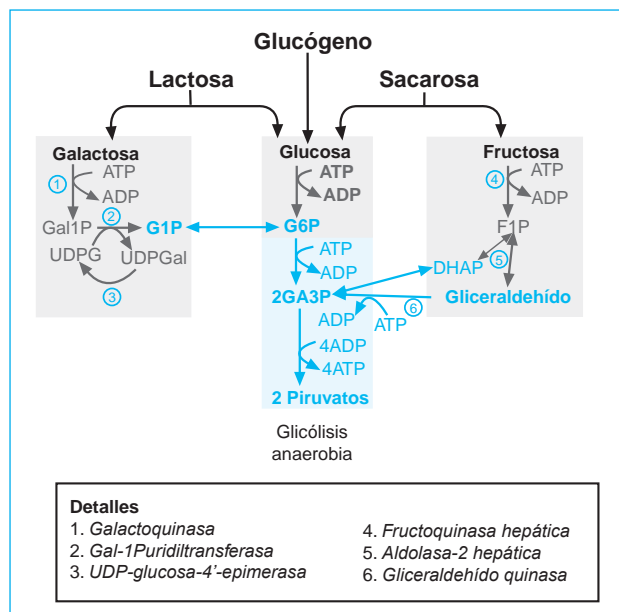 Glucógeno
Lactosa
Sacarosa
Galactosa
ATP
1
ADP
Gal1P
2
G1P
UDPG
UDPGal
3
Glucosa
ATP
ADP
G6P
ATP
ADP
2GA3P
ADP
ATP
6
4ADP
4ATP
2 Piruvatos
Glicólisis
anaerobia
Fructosa
ATP
4
ADP
F1P
DHAP
5
Gliceraldehído
Detalles
1. Galactoquinasa
2. Gal-1Puridiltransferasa
3. UDP-glucosa-4'-epimerasa
4. Fructoquinasa hepática
5. Aldolasa-2 hepática
6. Gliceraldehído quinasa